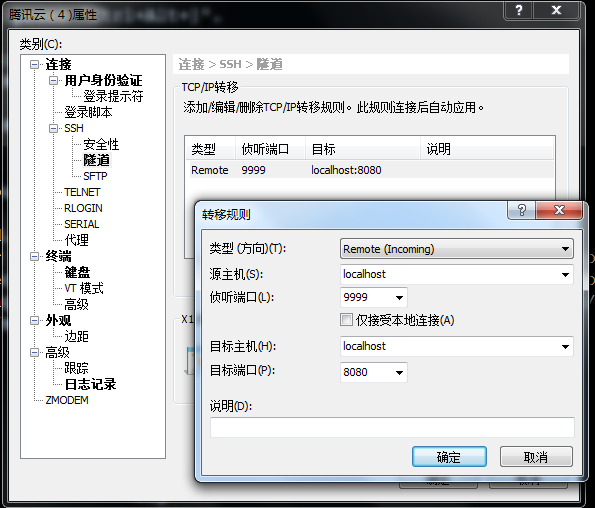 腾讯云（4）属性
类别(C):
连接
用户身份验证
登录提示符
登录脚本
SSH
安全性
隧道
SFTP
TELNET
RLOGIN
SERIAL
代理
终端
键盘
VT 模式
高级
外观
边距
高级
跟踪
日志记录
ZMODEM
连接 > SSH > 隧道
TCP/IP转移
添加/编辑/删除TCP/IP转移规则。此规则连接后自动应用。
类型 侦听端口 目标 说明
Remote 9999 localhost:8080
X1
转移规则
类型 (方向)(T): Remote (Incoming)
源主机(S): localhost
侦听端口(L): 9999
仅接受本地连接(A)
目标主机(H): localhost
目标端口(P): 8080
说明(D):
确定 取消